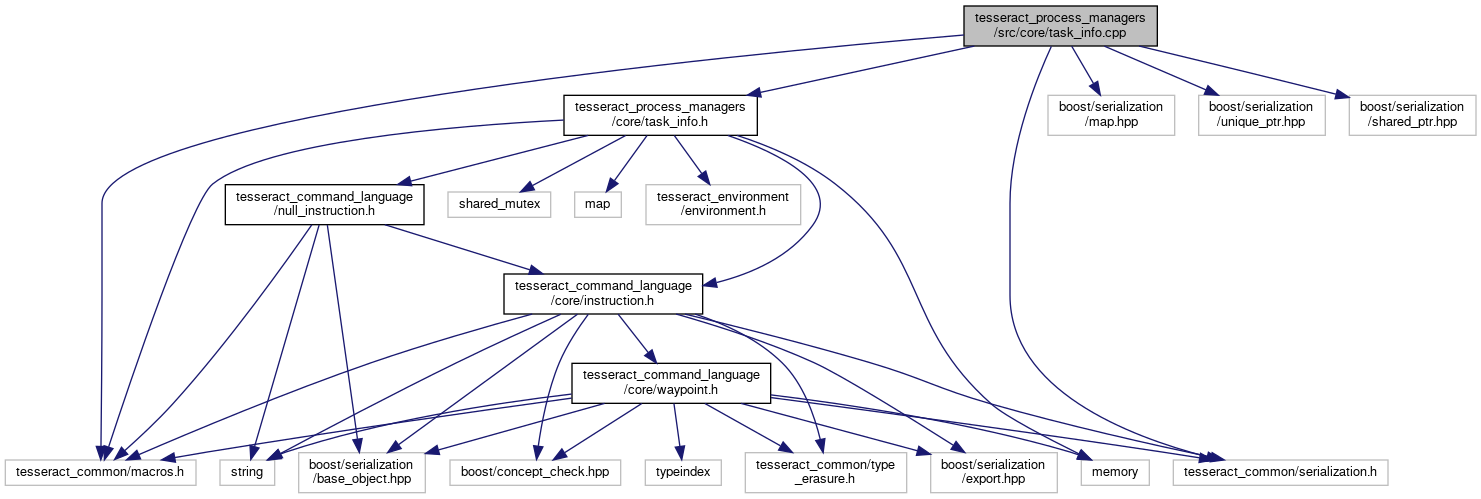 tesseract_process_managers
/src/core/task_info.cpp
tesseract_process_managers
/core/task_info.h
boost/serialization
/map.hpp
boost/serialization
/unique_ptr.hpp
boost/serialization
/shared_ptr.hpp
tesseract_command_language
/null_instruction.h
shared_mutex
map
tesseract_environment
/environment.h
tesseract_command_language
/core/instruction.h
tesseract_command_language
/core/waypoint.h
tesseract_common/macros.h
string
boost/serialization
/base_object.hpp
boost/concept_check.hpp
typeindex
tesseract_common/type
_erasure.h
boost/serialization
/export.hpp
memory
tesseract_common/serialization.h